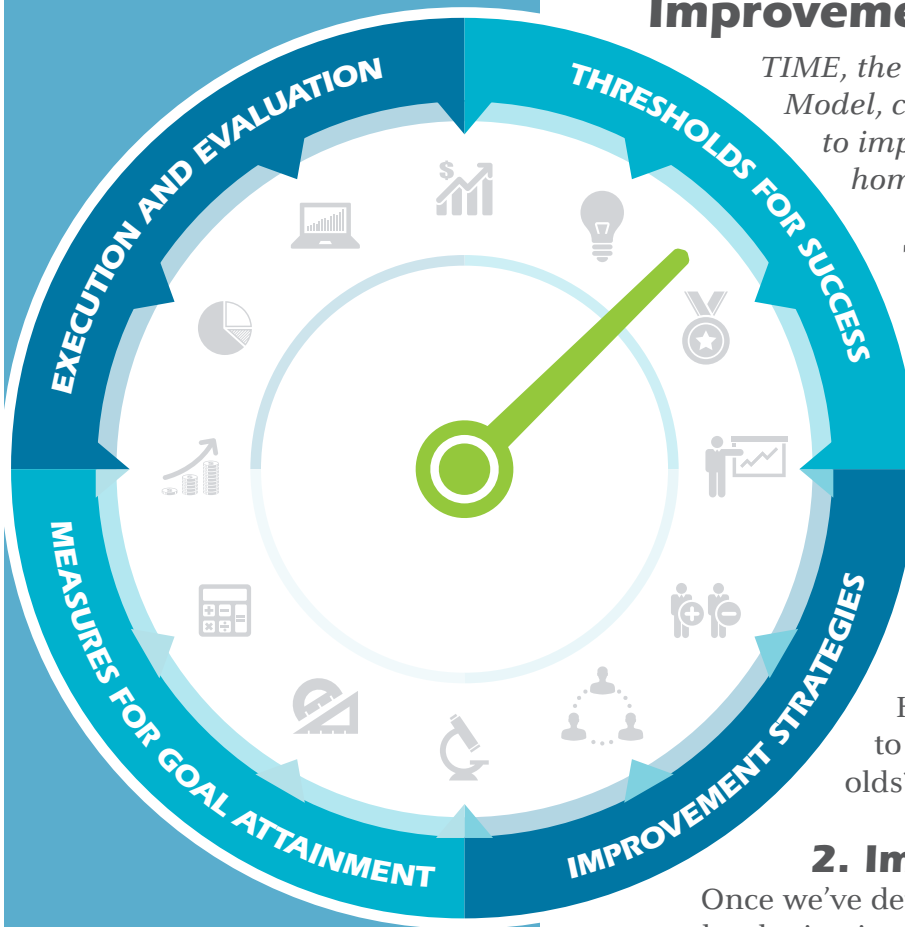 TIME, the
Model, c
to imp
hom
EXECUTION AND EVALUATION
THRESHOLDS FOR SUCCESS
MEASURES FOR GOAL ATTAINMENT
IMPROVEMENT STRATEGIES
to
olds'
2. Im
Once we've de